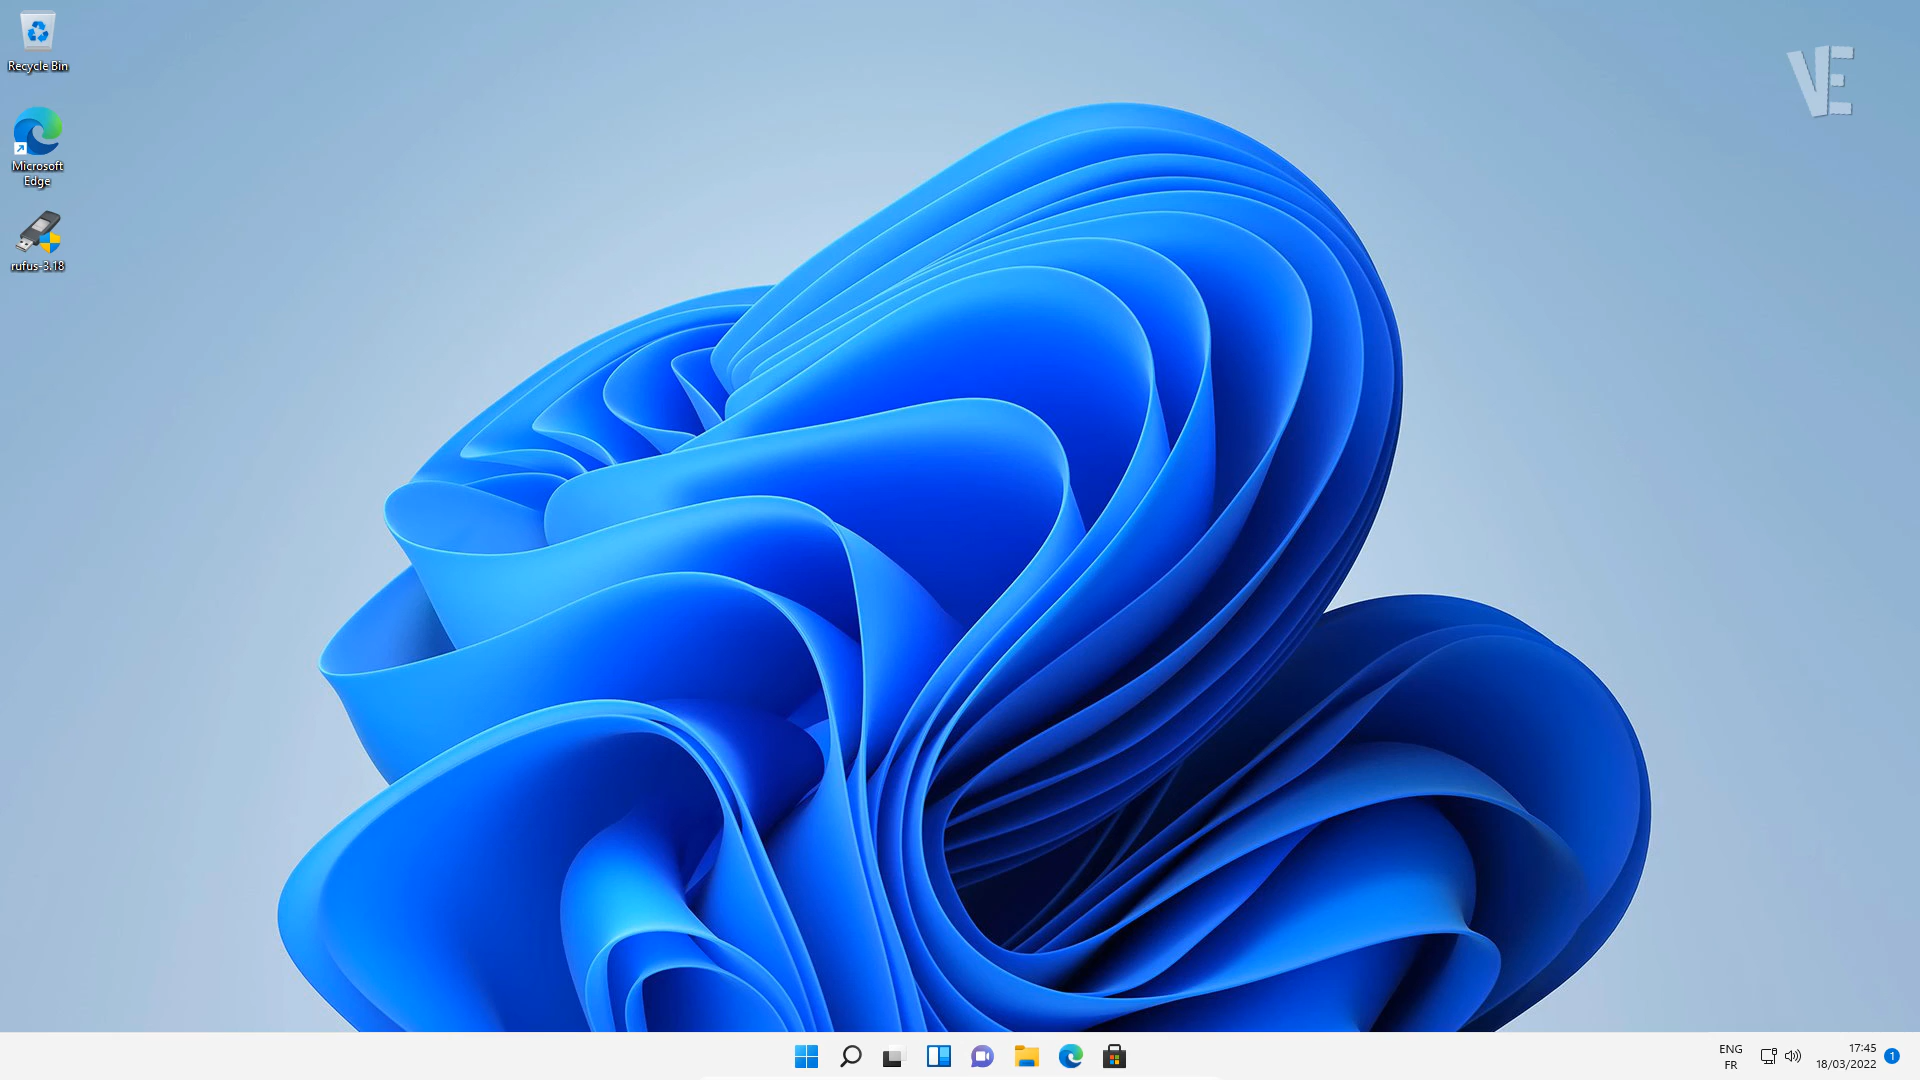 Recycle Bin
VE
Microsoft
Edge
rufus-3.18
ENG
FR
17:45
18/03/2022
1